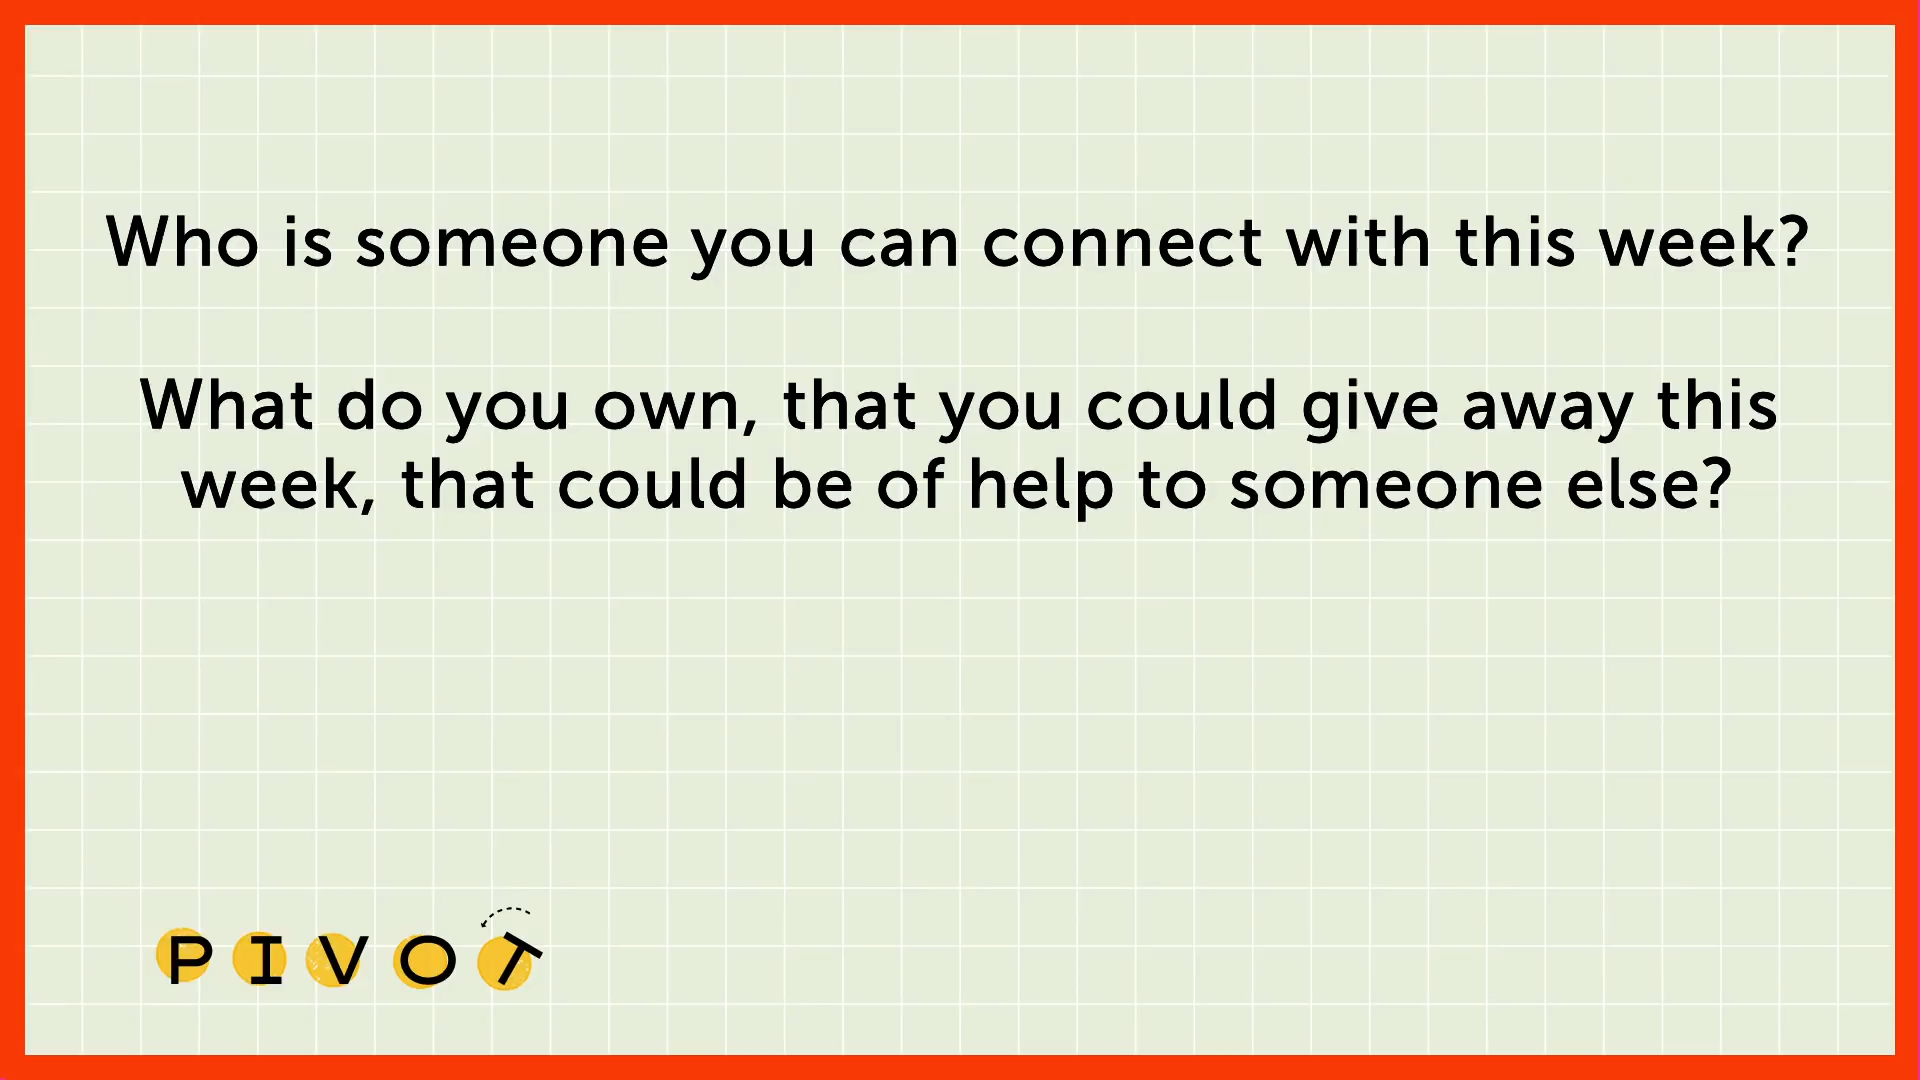 Who is someone you can connect with this week?
What do you own, that you could give away this
week, that could be of help to someone else?
PIVOT